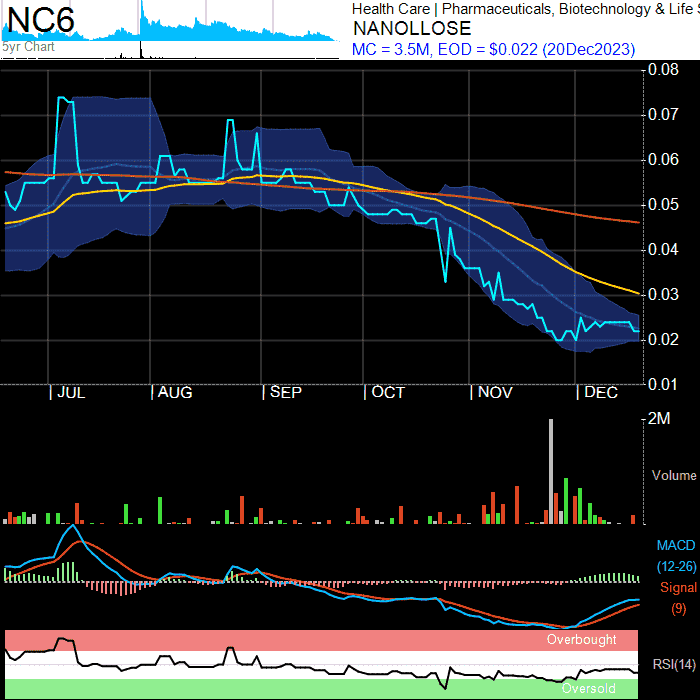 NC6
5yr Chart
Health Care | Pharmaceuticals, Biotechnology & Life
NANOLLOSE
MC = 3.5M, EOD = $0.022 (20Dec2023)
0.08
0.07
0.06
0.05
0.04
0.03
0.02
0.01
| JUL | AUG | SEP | OCT | NOV | DEC
2M
Volume
MACD
(12-26)
Signal
(9)
Overbought
RSI(14)
Oversold